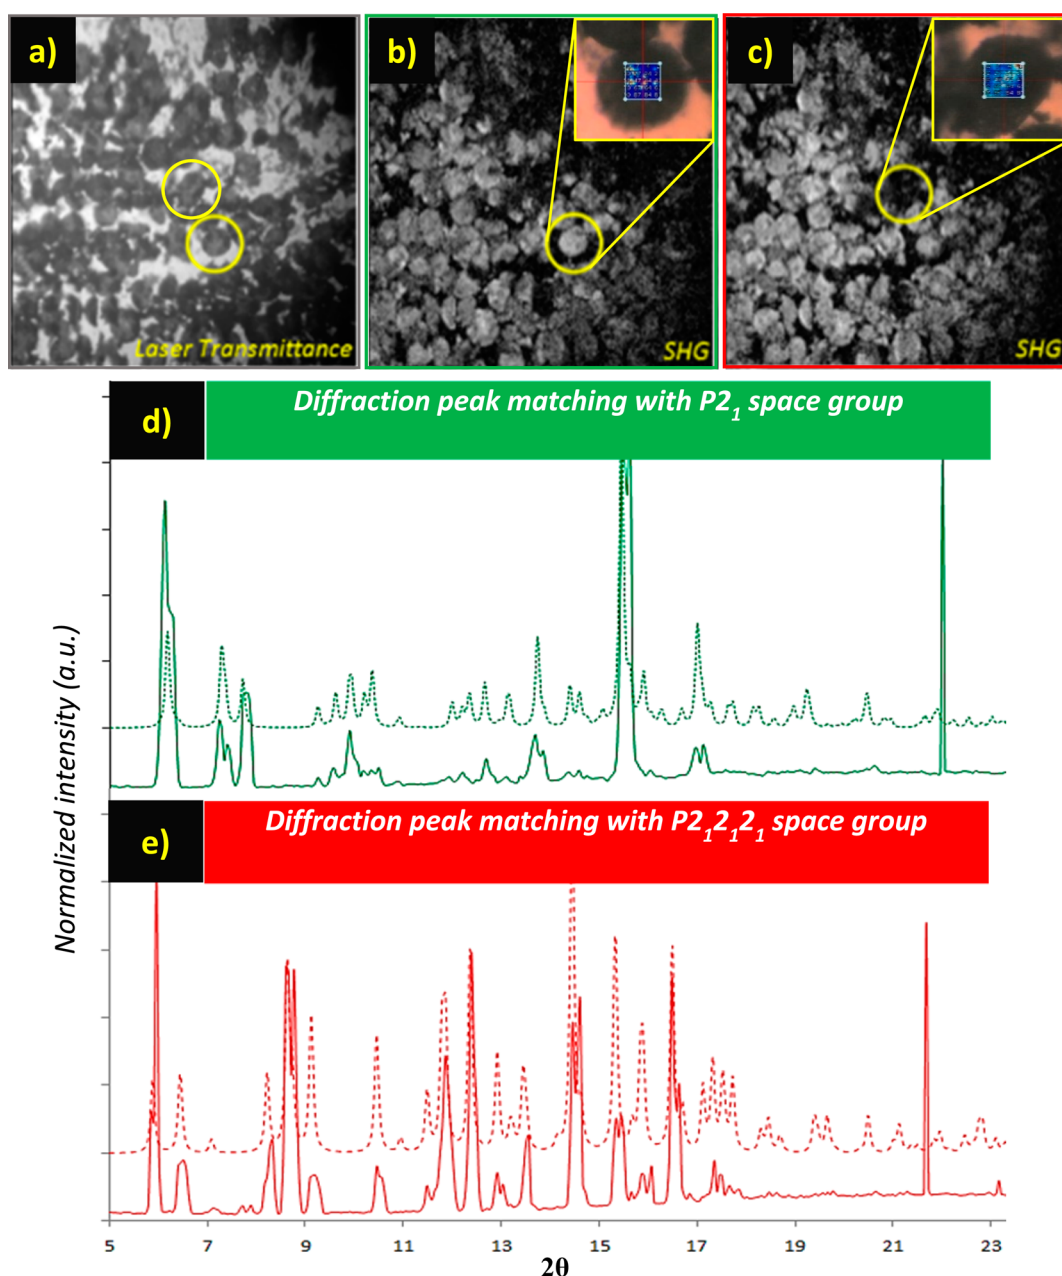 a)
Laser Transmittance
b)
SHG
c)
SHG
d)
Diffraction peak matching with P2₁ space group
e)
Diffraction peak matching with P2₁2₁2₁ space group
Normalized intensity (a.u.)
5 7 9 11 13 15 17 19 21 23
2θ